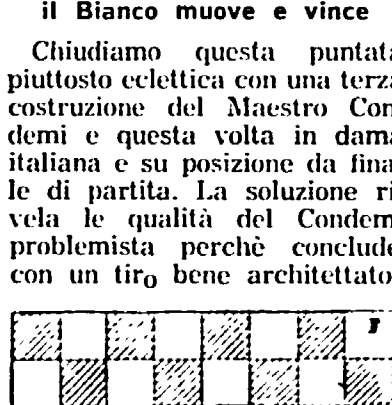 il Bianco muove e vince
Chiudiamo questa puntata
piuttosto eclettica con una terza
costruzione del Maestro Con
demi e questa volta in dama
italiana e su posizione da fina
le di partita. La soluzione ri
vela le qualità del Condem
problemista perchè conclude
con un tiro bene architettato